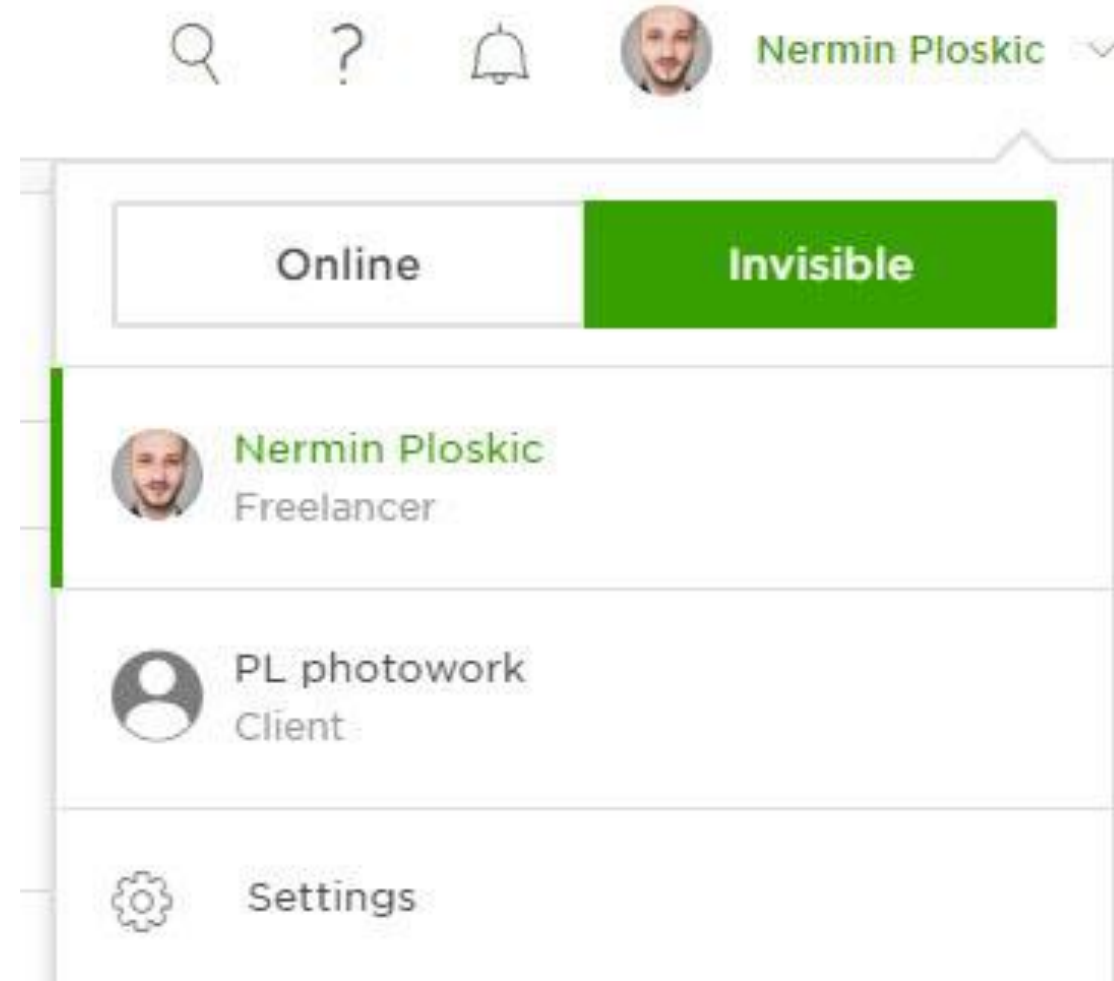 Nermin Ploskic
Online
Invisible
Nermin Ploskic
Freelancer
PL photowork
Client
Settings